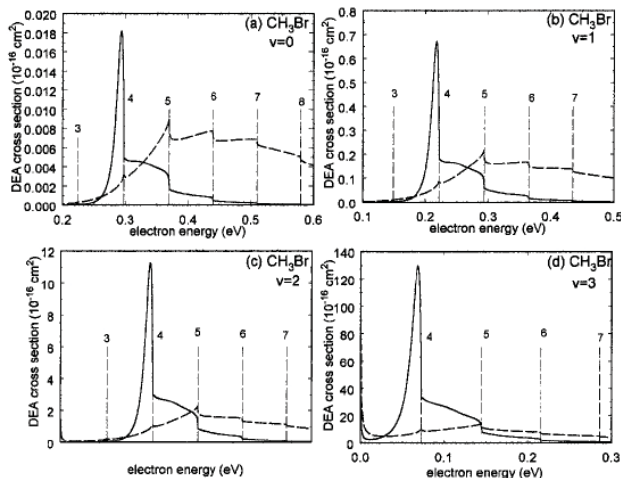 (a) CH₃Br
v=0
DEA cross section (10⁻¹⁶ cm²)
0.020
0.018
0.016
0.014
0.012
0.010
0.008
0.006
0.004
0.002
0.000
3
4
5
6
7
8
0.2 0.3 0.4 0.5 0.6
electron energy (eV)
(b) CH₃Br
v=1
DEA cross section (10⁻¹⁶ cm²)
0.8
0.7
0.6
0.5
0.4
0.3
0.2
0.1
0.0
3
4
5
6
7
0.1 0.2 0.3 0.4 0.5
electron energy (eV)
(c) CH₃Br
v=2
DEA cross section (10⁻¹⁶ cm²)
12
10
8
6
4
2
0
3
4
5
6
7
electron energy (eV)
(d) CH₃Br
v=3
DEA cross section (10⁻¹⁶ cm²)
140
120
100
80
60
40
20
0
4
5
6
7
0.0 0.1 0.2 0.3
electron energy (eV)